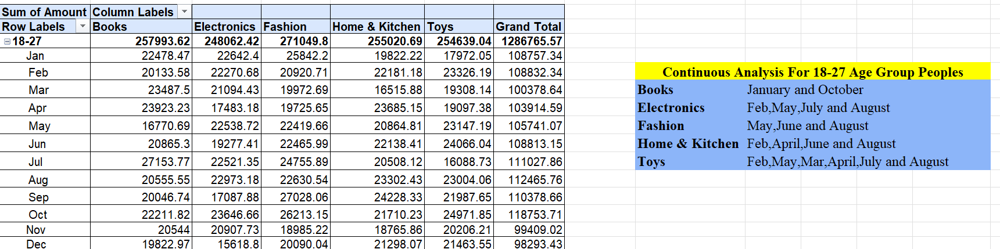 Sum of Amount Column Labels
Row Labels Books Electronics Fashion Home & Kitchen Toys Grand Total
18-27 257993.62 248062.42 271049.8 255020.69 254639.04 1286765.57
Jan 22478.47 22642.4 25842.2 19822.22 17972.05 108757.34
Feb 20133.58 22270.68 20920.71 22181.18 23326.19 108832.34
Mar 23487.5 21094.43 19972.69 16515.88 19308.14 100378.64
Apr 23923.23 17483.18 19725.65 23685.15 19097.38 103914.59
May 16770.69 22538.72 22419.66 20864.81 23147.19 105741.07
Jun 20865.3 19277.41 22465.99 22138.41 24066.04 108813.15
Jul 27153.77 22521.35 24755.89 20508.12 16088.73 111027.86
Aug 20555.55 22973.18 22630.54 23302.43 23004.06 112465.76
Sep 20046.74 17087.88 27028.06 24228.33 21987.65 110378.66
Oct 22211.82 23646.66 26213.15 21710.23 24971.85 118753.71
Nov 20544 20907.73 18985.22 18765.86 20206.21 99409.02
Dec 19822.97 15618.8 20090.04 21298.07 21463.55 98293.43
Continuous Analysis For 18-27 Age Group Peoples
Books January and October
Electronics Feb,May,July and August
Fashion May,June and August
Home & Kitchen Feb,April,June and August
Toys Feb,May,Mar,April,July and August